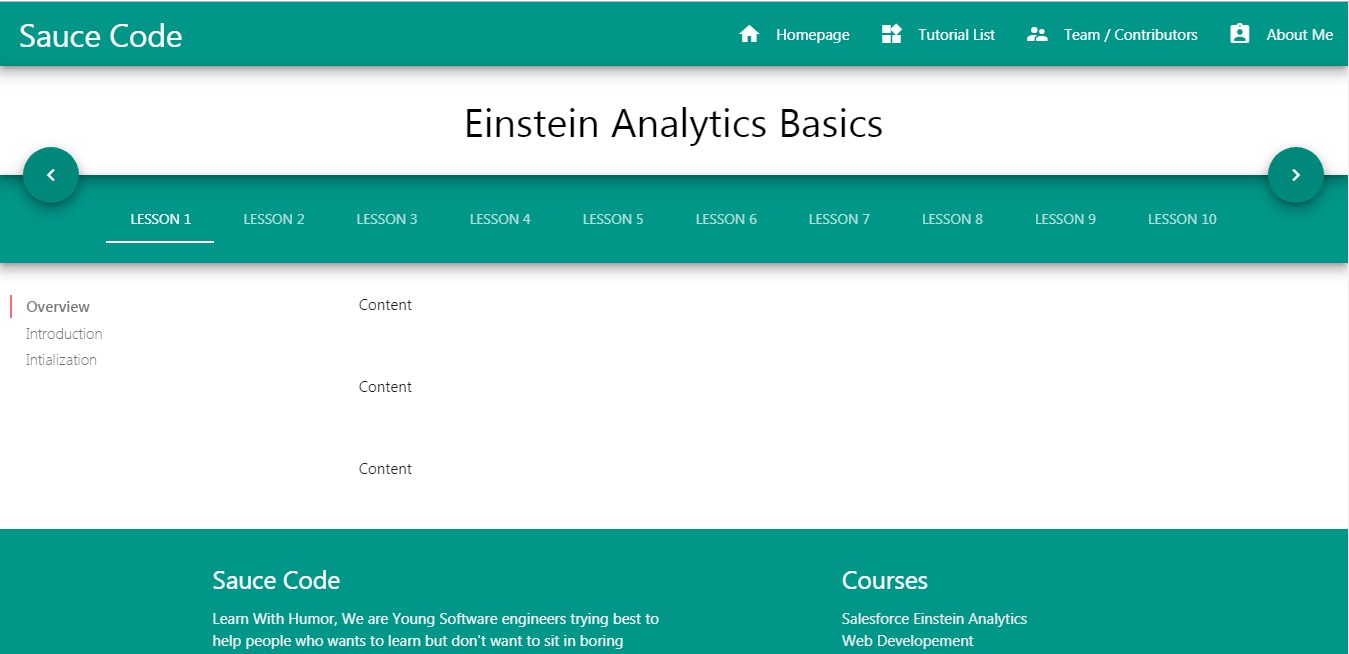 Sauce Code
Homepage
Tutorial List
Team / Contributors
About Me
Einstein Analytics Basics
LESSON 1
LESSON 2
LESSON 3
LESSON 4
LESSON 5
LESSON 6
LESSON 7
LESSON 8
LESSON 9
LESSON 10
Overview
Introduction
Intialization
Content
Content
Content
Sauce Code
Learn With Humor, We are Young Software engineers trying best to
help people who wants to learn but don't want to sit in boring
Courses
Salesforce Einstein Analytics
Web Developement